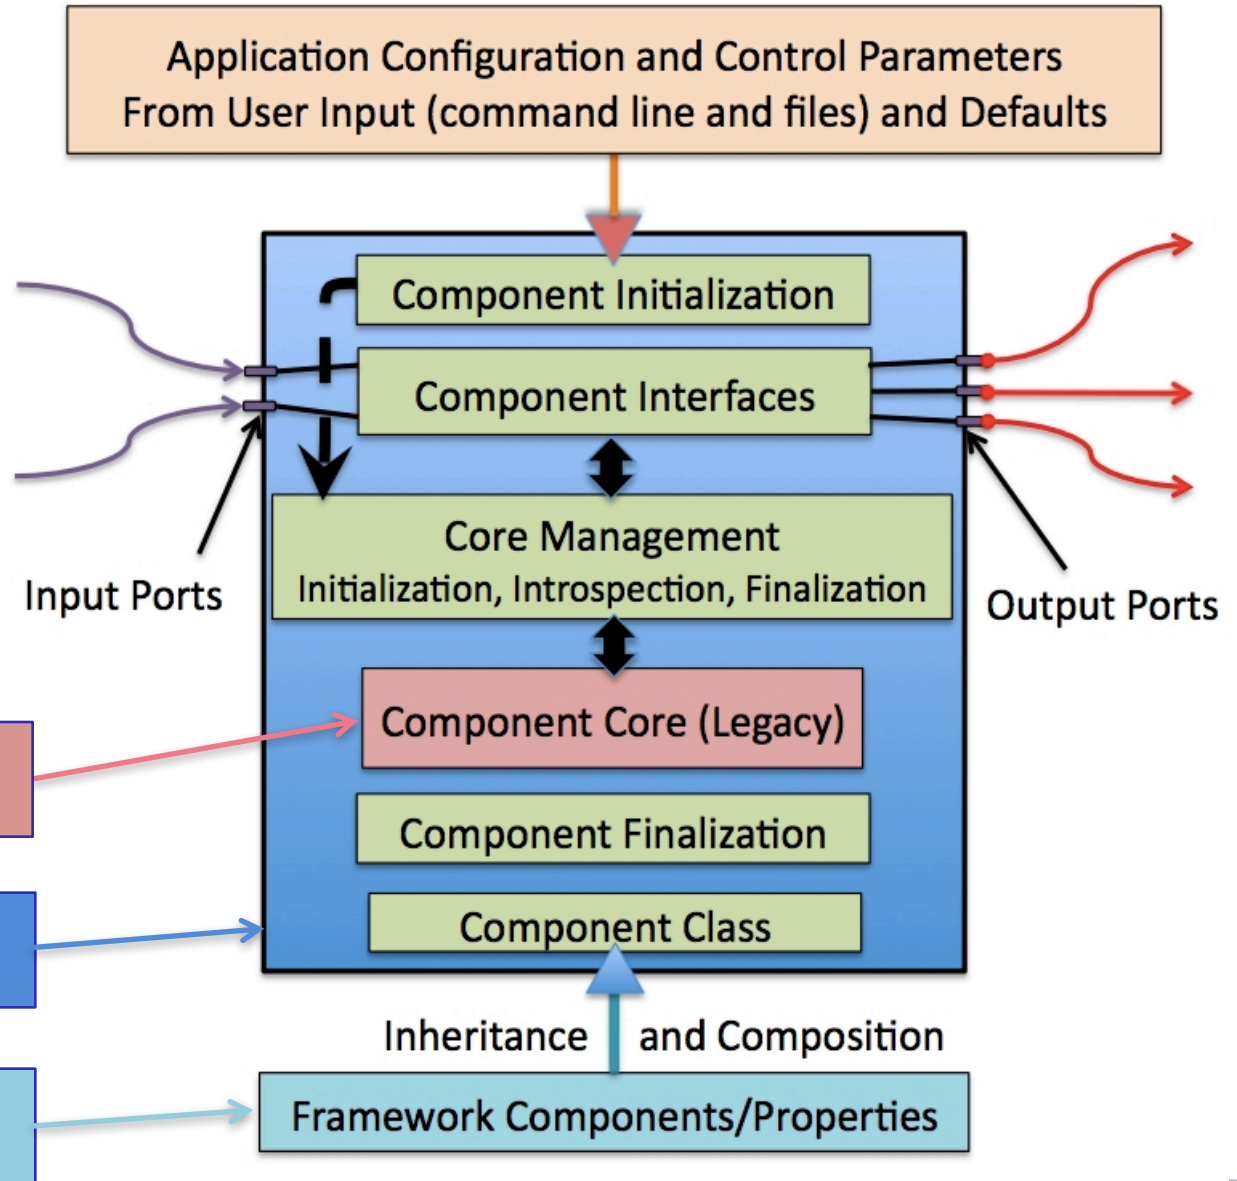 Application Configuration and Control Parameters
From User Input (command line and files) and Defaults
Component Initialization
Component Interfaces
Core Management
Initialization, Introspection, Finalization
Input Ports
Output Ports
Component Core (Legacy)
Component Finalization
Component Class
Inheritance and Composition
Framework Components/Properties